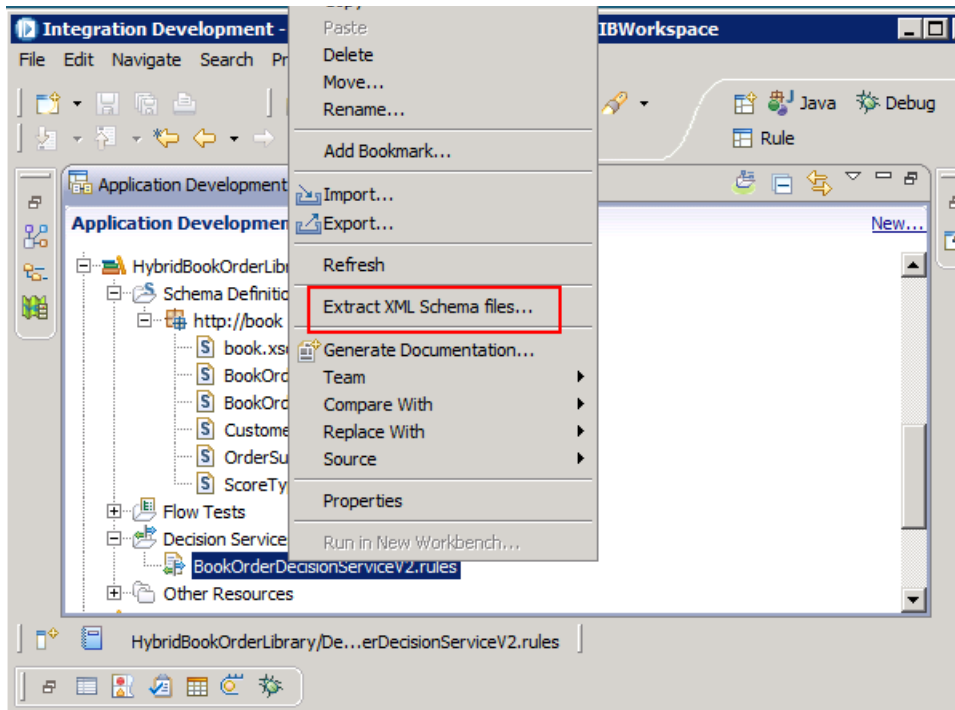 Integration Development - IBWorkspace
File Edit Navigate Search Pr
Java Debug
Rule
Application Development
Application Developmen New...
HybridBookOrderLib
Schema Definitio
http://book
book.xs
BookOrd
BookOrd
Custome
OrderSu
ScoreTy
Flow Tests
Decision Service
BookOrderDecisionServiceV2.rules
Other Resources
Copy
Paste
Delete
Move...
Rename...
Add Bookmark...
Import...
Export...
Refresh
Extract XML Schema files...
Generate Documentation...
Team
Compare With
Replace With
Source
Properties
Run in New Workbench...
HybridBookOrderLibrary/De...erDecisionServiceV2.rules